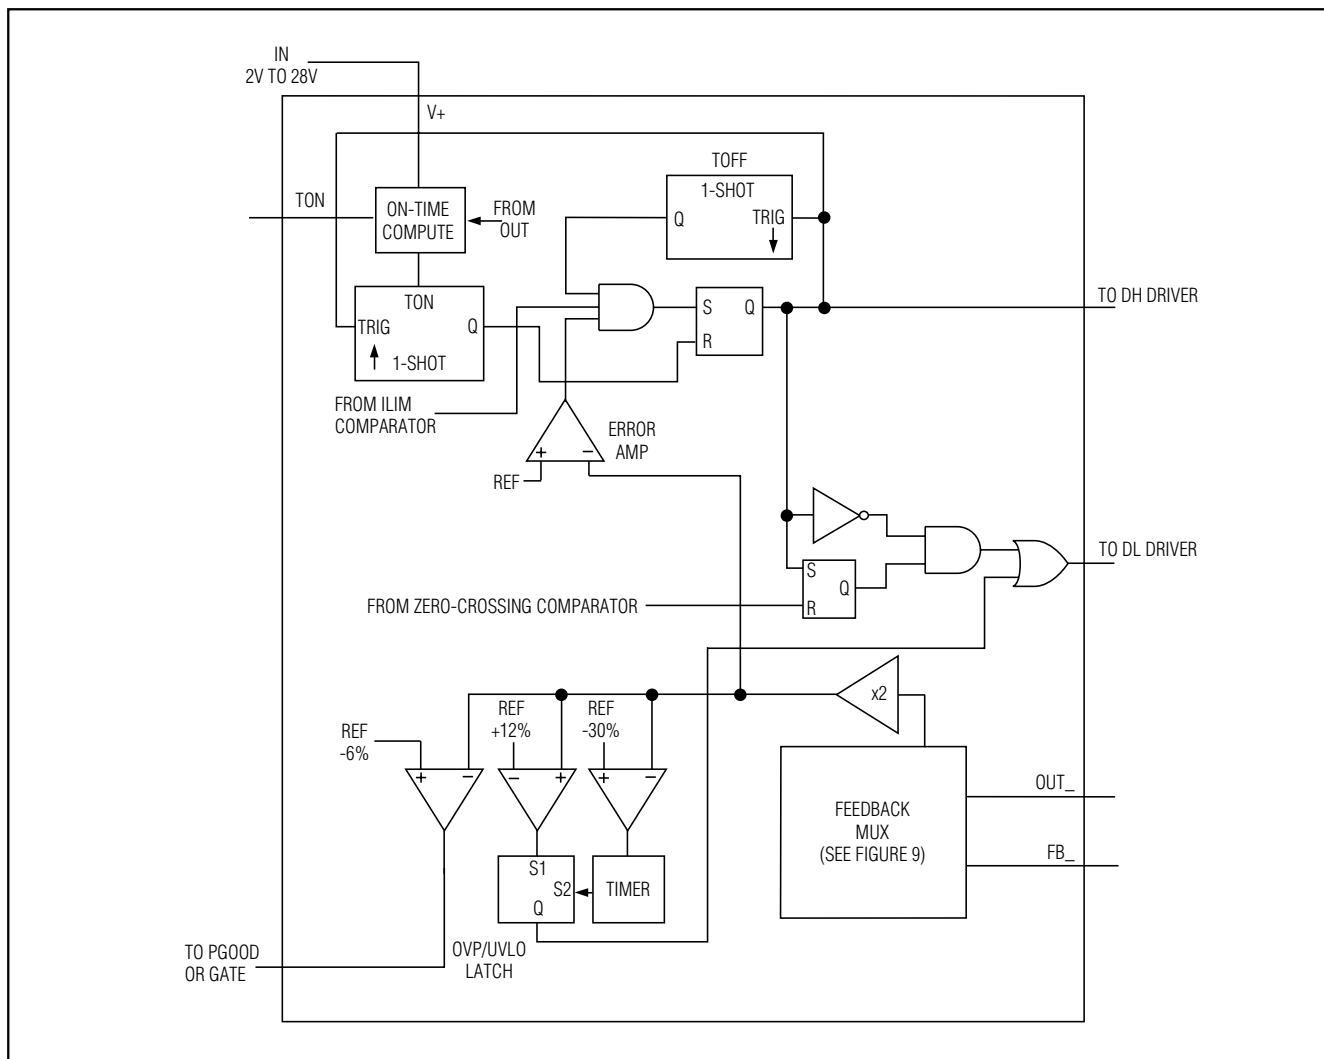 IN
2V TO 28V
V+
TON
ON-TIME
COMPUTE
FROM
OUT
TOFF
1-SHOT
Q
TRIG
TON
TRIG
Q
1-SHOT
S
Q
R
TO DH DRIVER
FROM ILIM
COMPARATOR
ERROR
AMP
+
−
REF
TO DL DRIVER
S
Q
R
FROM ZERO-CROSSING COMPARATOR
x2
REF
-6%
REF
+12%
REF
-30%
+
−
−
+
+
−
FEEDBACK
MUX
(SEE FIGURE 9)
OUT_
FB_
S1
S2
Q
TIMER
OVP/UVLO
LATCH
TO PGOOD
OR GATE